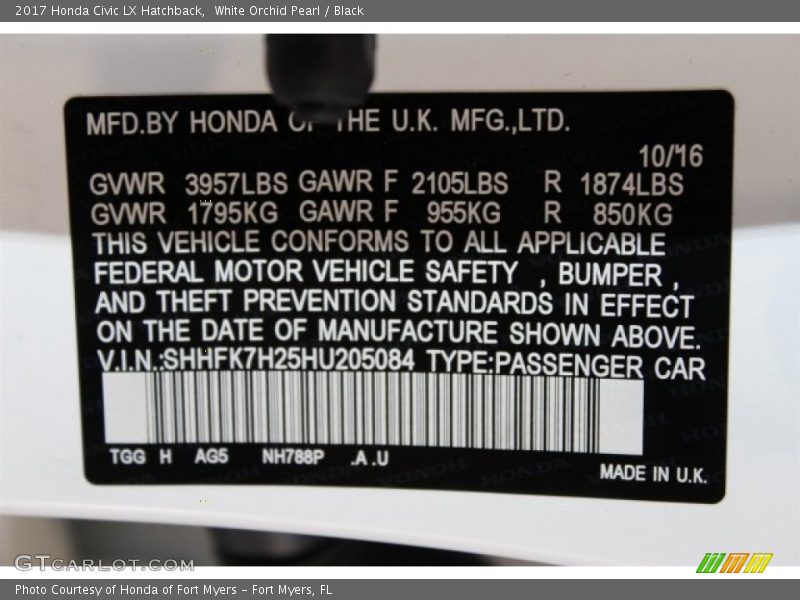 2017 Honda Civic LX Hatchback, White Orchid Pearl / Black
MFD.BY HONDA OF THE U.K. MFG.,LTD.
10/'16
GVWR 3957LBS GAWR F 2105LBS R 1874LBS
GVWR 1795KG GAWR F 955KG R 850KG
THIS VEHICLE CONFORMS TO ALL APPLICABLE
FEDERAL MOTOR VEHICLE SAFETY , BUMPER ,
AND THEFT PREVENTION STANDARDS IN EFFECT
ON THE DATE OF MANUFACTURE SHOWN ABOVE.
V.I.N.:SHHFK7H25HU205084 TYPE:PASSENGER CAR
TGG H AG5 NH788P .A .U
MADE IN U.K.
GTCarLot.com
Photo Courtesy of Honda of Fort Myers - Fort Myers, FL